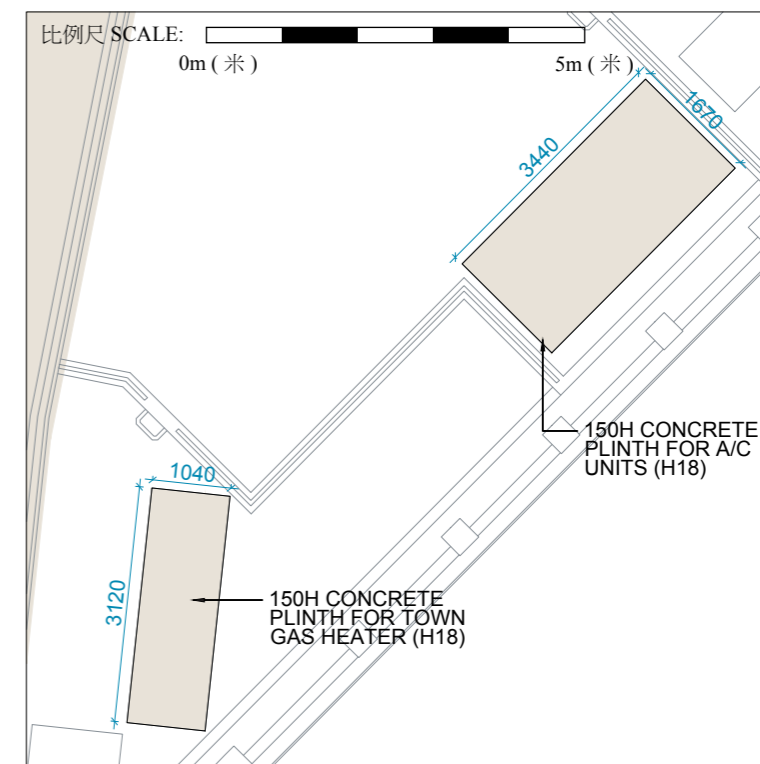 比例尺 SCALE:
0m ( 米 )
5m ( 米 )
1670
3440
150H CONCRETE
PLINTH FOR A/C
UNITS (H18)
1040
3120
150H CONCRETE
PLINTH FOR TOWN
GAS HEATER (H18)